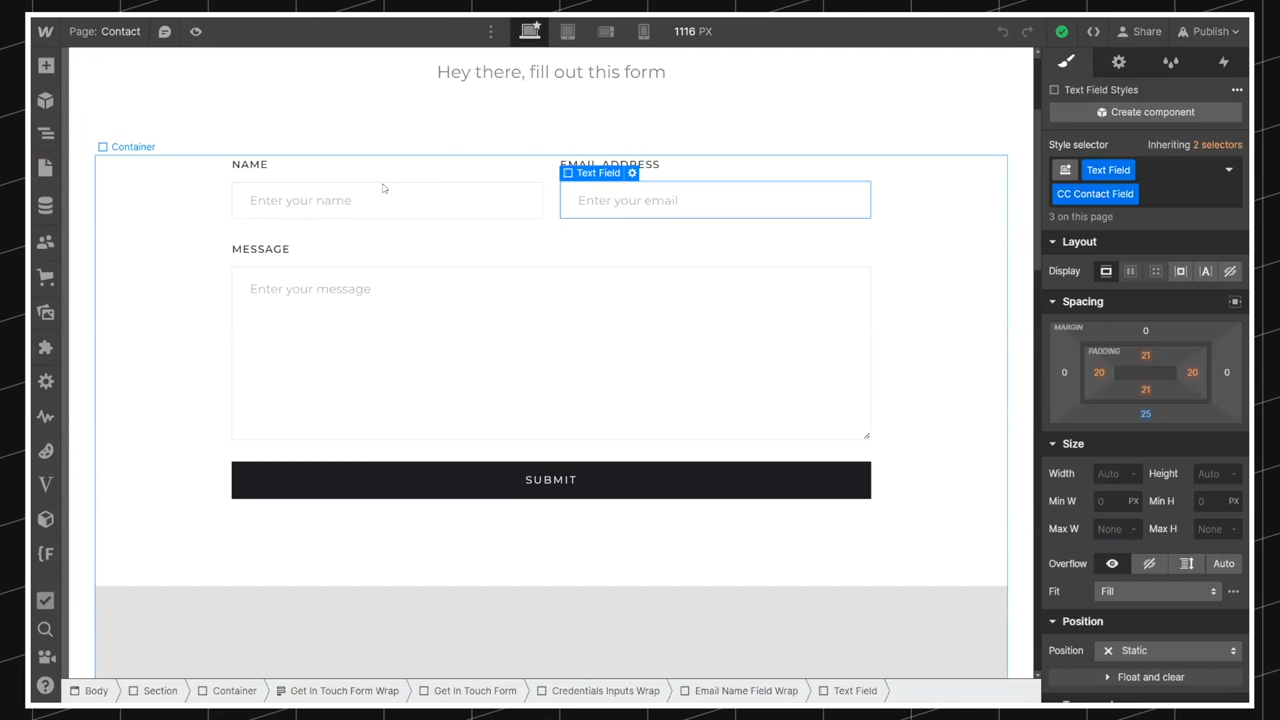 Page: Contact
1116 PX
Share
Publish
Hey there, fill out this form
Container
NAME
EMAIL ADDRESS
Text Field
Enter your name
Enter your email
MESSAGE
Enter your message
SUBMIT
Text Field Styles
Create component
Style selector
Inheriting 2 selectors
Text Field
CC Contact Field
3 on this page
Layout
Display
Spacing
MARGIN
0
PADDING
21
0
20
20
0
21
25
Size
Width Auto - Height Auto -
Min W 0 PX Min H 0 PX
Max W None - Max H None -
Overflow Auto
Fit Fill
Position
Position Static
Float and clear
Body
Section
Container
Get In Touch Form Wrap
Get In Touch Form
Credentials Inputs Wrap
Email Name Field Wrap
Text Field